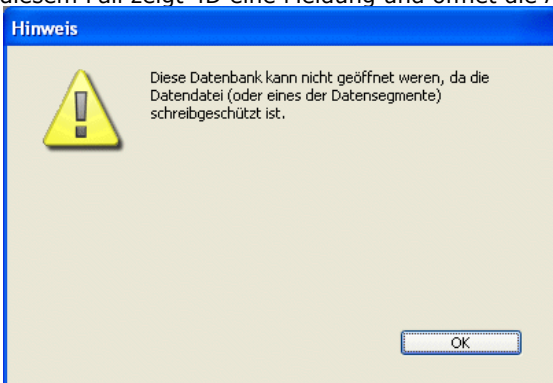 diesem Fall zeigt 4D eine Meldung und öffnet die
Hinweis
Diese Datenbank kann nicht geöffnet weren, da die
Datendatei (oder eines der Datensegmente)
schreibgeschützt ist.
OK